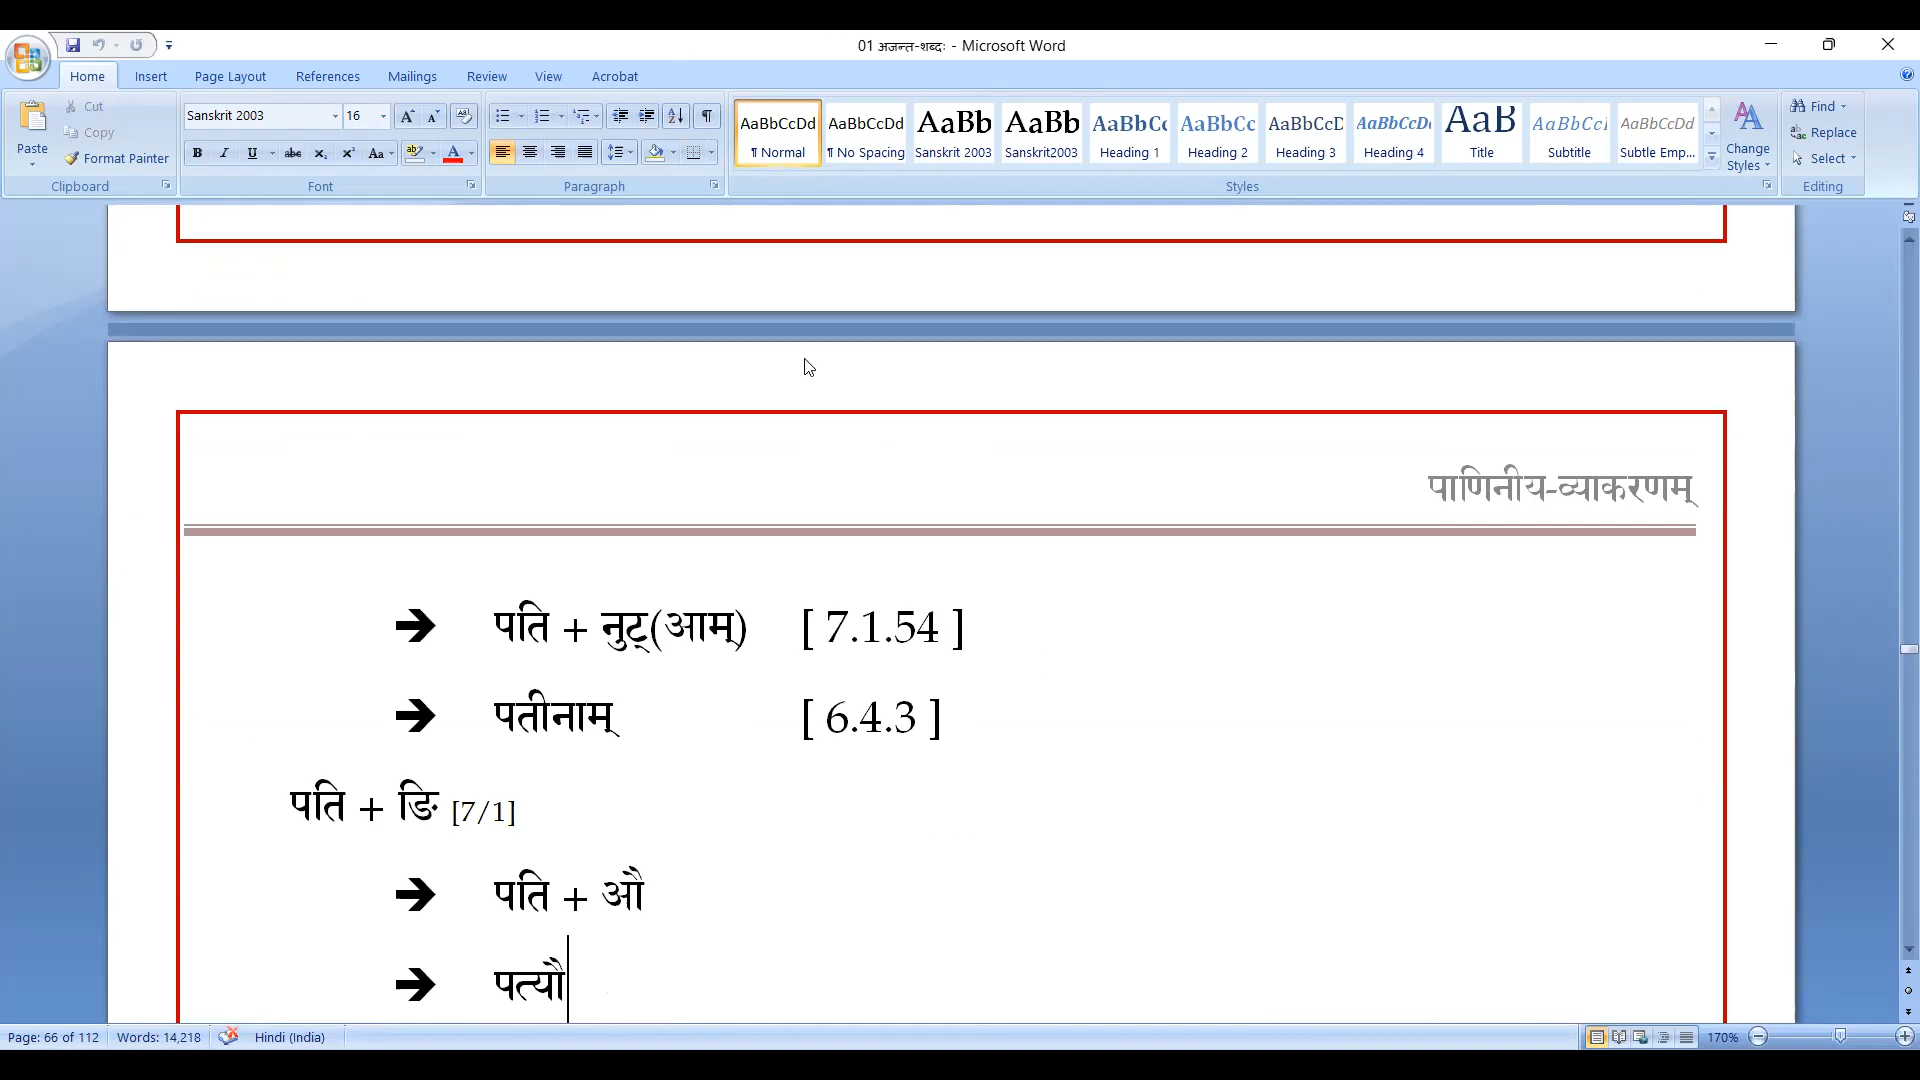 01 अजन्त-शब्दः - Microsoft Word
Home Insert Page Layout References Mailings Review View Acrobat
Paste
Cut
Copy
Format Painter
Clipboard
Sanskrit 2003 16
Font
Paragraph
AaBbCcDd AaBbCcDd AaBb AaBb AaBbCc AaBbCc AaBbCcD AaBbCcDd AaB AaBbCc AaBbCcDd
¶ Normal ¶ No Spacing Sanskrit 2003 Sanskrit2003 Heading 1 Heading 2 Heading 3 Heading 4 Title Subtitle Subtle Emp...
Styles
Change Styles
Find
Replace
Select
Editing
पाणिनीय-व्याकरणम्
➔ पति + नुट्(आम्) [ 7.1.54 ]
➔ पतीनाम् [ 6.4.3 ]
पति + ङि [7/1]
➔ पति + औ
➔ पत्यौ
Page: 66 of 112 Words: 14,218 Hindi (India) 170%